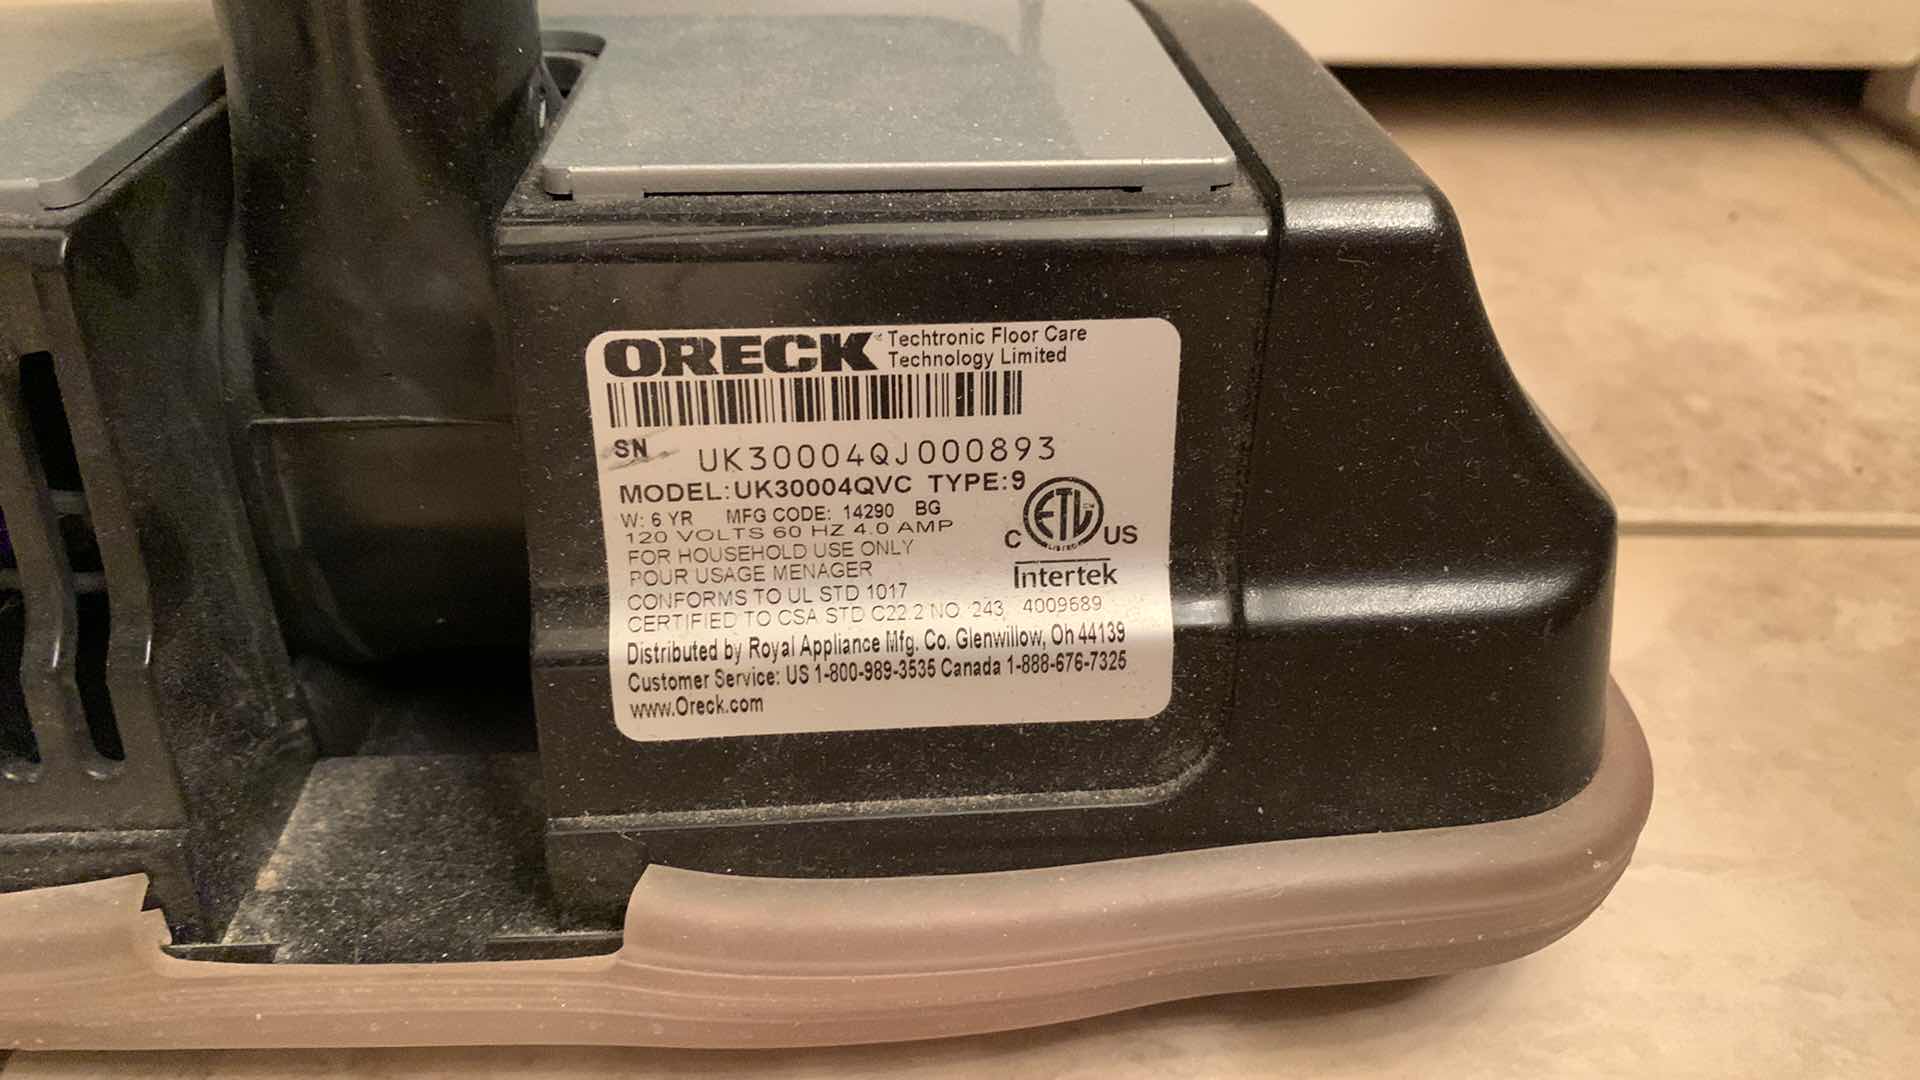 ORECK Techtronic Floor Care
Technology Limited
SN UK30004QJ000893
MODEL:UK30004QVC TYPE:9
W: 6 YR MFG CODE: 14290 BG
120 VOLTS 60 HZ 4.0 AMP
FOR HOUSEHOLD USE ONLY
POUR USAGE MENAGER
CONFORMS TO UL STD 1017
CERTIFIED TO CSA STD C22.2 NO 243
C ETL US
LISTED
Intertek
4009689
Distributed by Royal Appliance Mfg. Co. Glenwillow, Oh 44139
Customer Service: US 1-800-989-3535 Canada 1-888-676-7325
www.Oreck.com